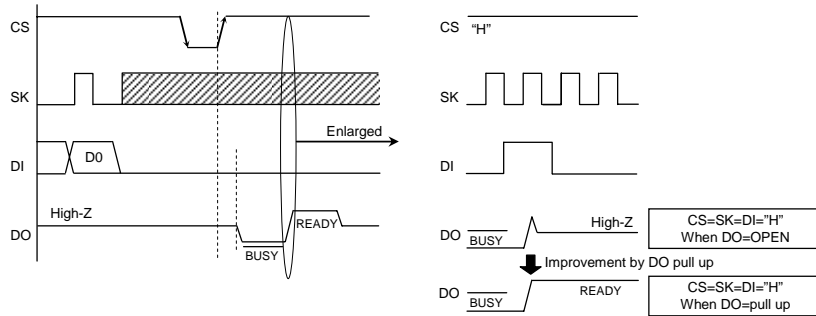 CS
SK
DI
D0
Enlarged
High-Z
DO
BUSY
READY
CS "H"
SK
DI
DO
BUSY
High-Z
CS=SK=DI="H"
When DO=OPEN
Improvement by DO pull up
DO
BUSY
READY
CS=SK=DI="H"
When DO=pull up